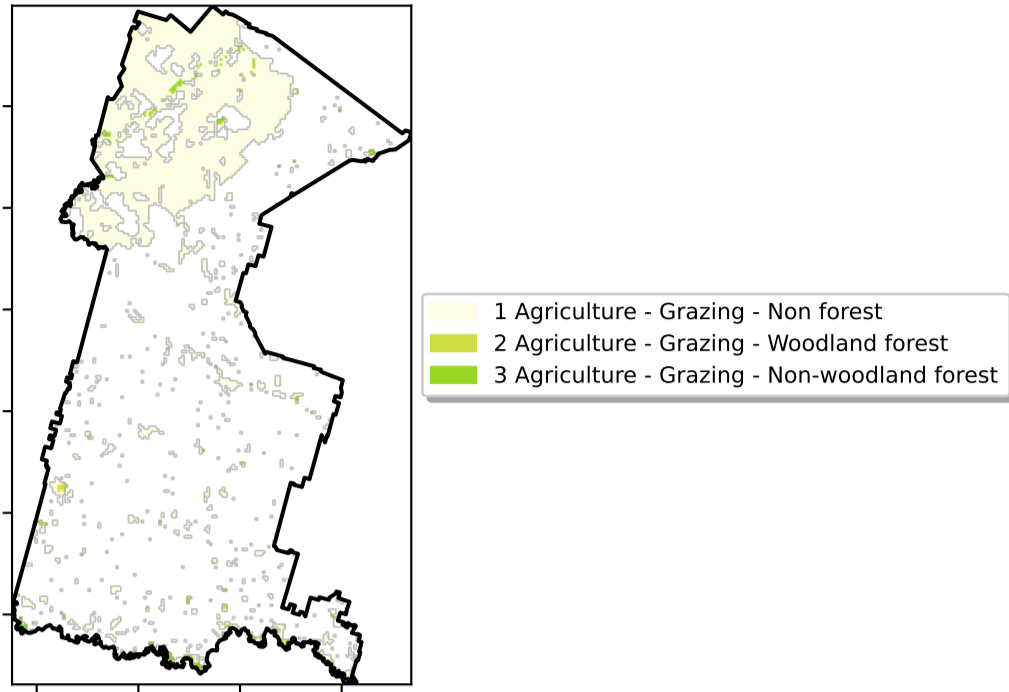 1 Agriculture - Grazing - Non forest
2 Agriculture - Grazing - Woodland forest
3 Agriculture - Grazing - Non-woodland forest